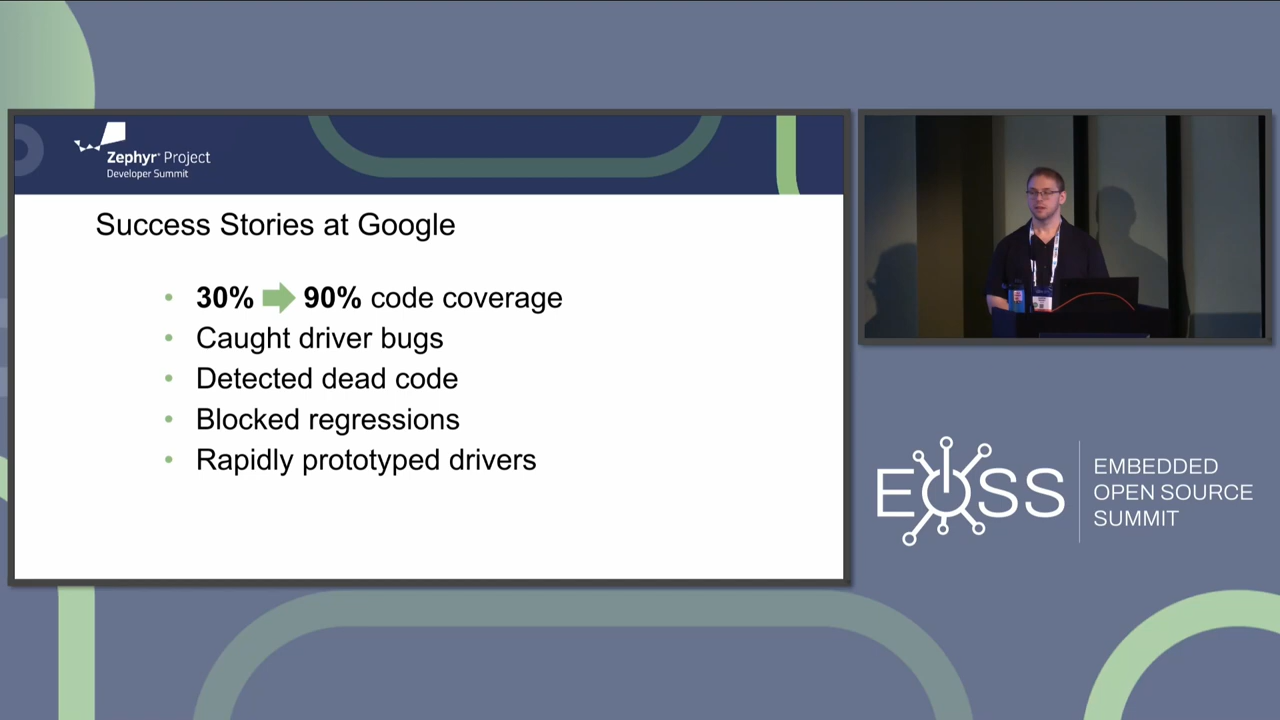 Zephyr® Project
Developer Summit
Success Stories at Google
• 30% ➡ 90% code coverage
• Caught driver bugs
• Detected dead code
• Blocked regressions
• Rapidly prototyped drivers
EOSS
EMBEDDED
OPEN SOURCE
SUMMIT